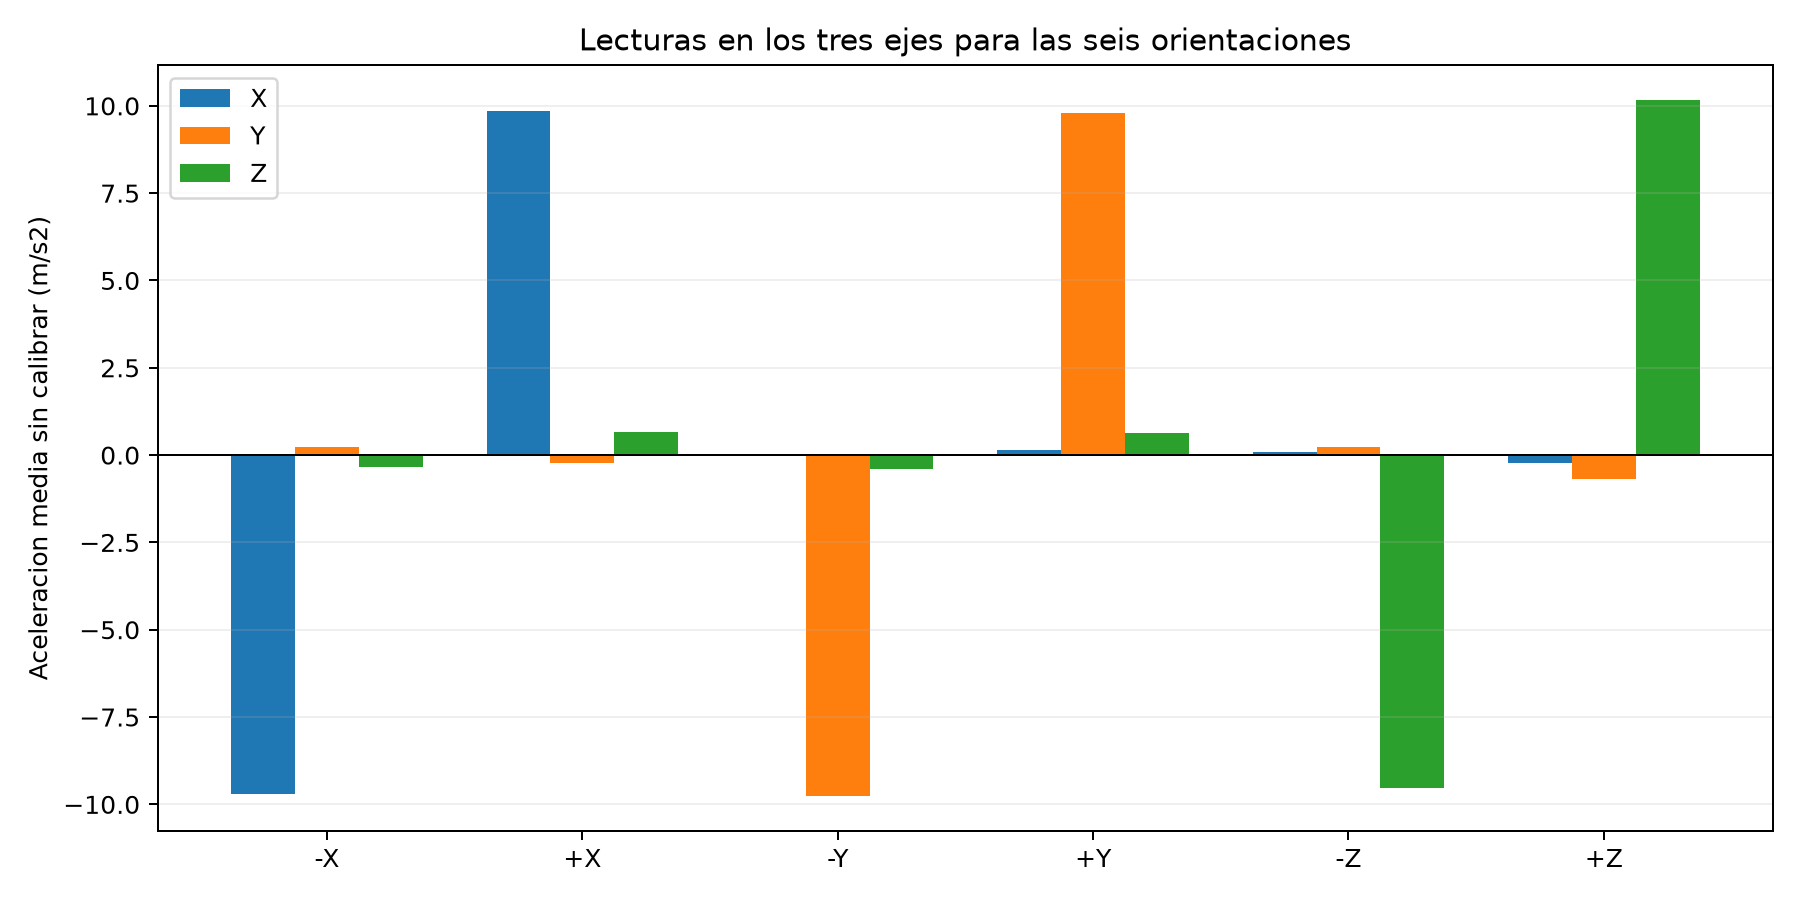 Lecturas en los tres ejes para las seis orientaciones
X
Y
Z
Aceleracion media sin calibrar (m/s2)
10.0
7.5
5.0
2.5
0.0
−2.5
−5.0
−7.5
−10.0
-X
+X
-Y
+Y
-Z
+Z